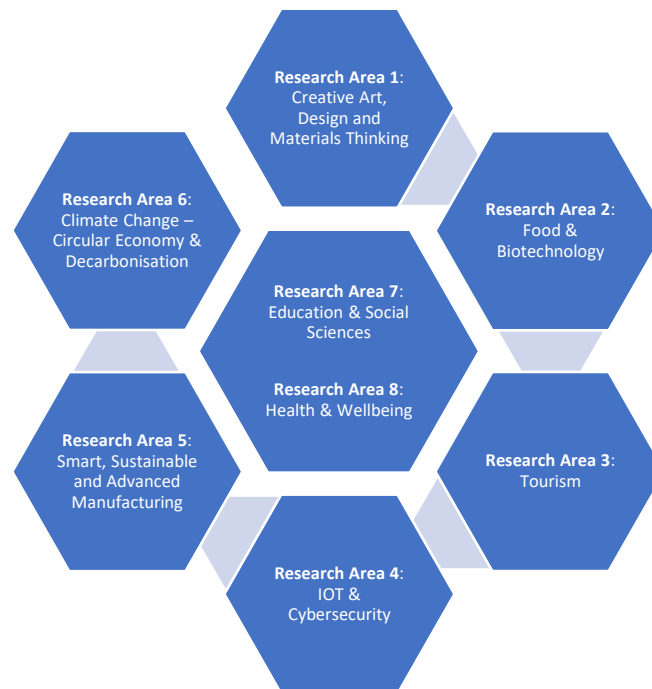 Research Area 1:
Creative Art,
Design and
Materials Thinking
Research Area 2:
Food &
Biotechnology
Research Area 3:
Tourism
Research Area 4:
IOT &
Cybersecurity
Research Area 5:
Smart, Sustainable
and Advanced
Manufacturing
Research Area 6:
Climate Change –
Circular Economy &
Decarbonisation
Research Area 7:
Education & Social
Sciences
Research Area 8:
Health & Wellbeing